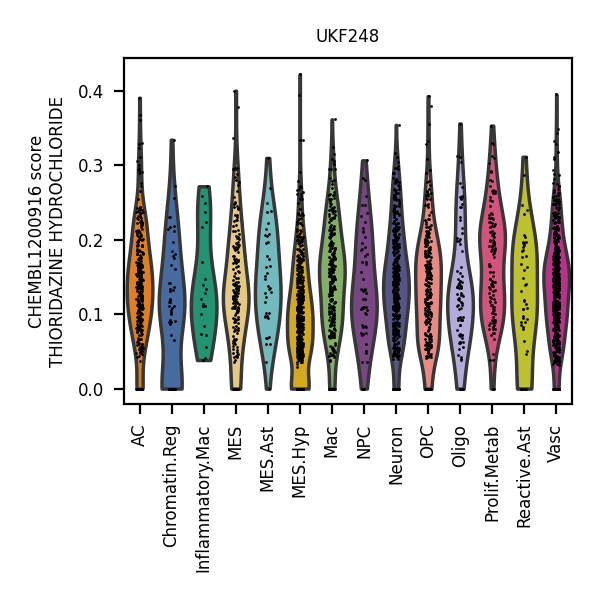 UKF248
CHEMBL1200916 score
THIORIDAZINE HYDROCHLORIDE
0.4
0.3
0.2
0.1
0.0
AC
Chromatin.Reg
Inflammatory.Mac
MES
MES.Ast
MES.Hyp
Mac
NPC
Neuron
OPC
Oligo
Prolif.Metab
Reactive.Ast
Vasc